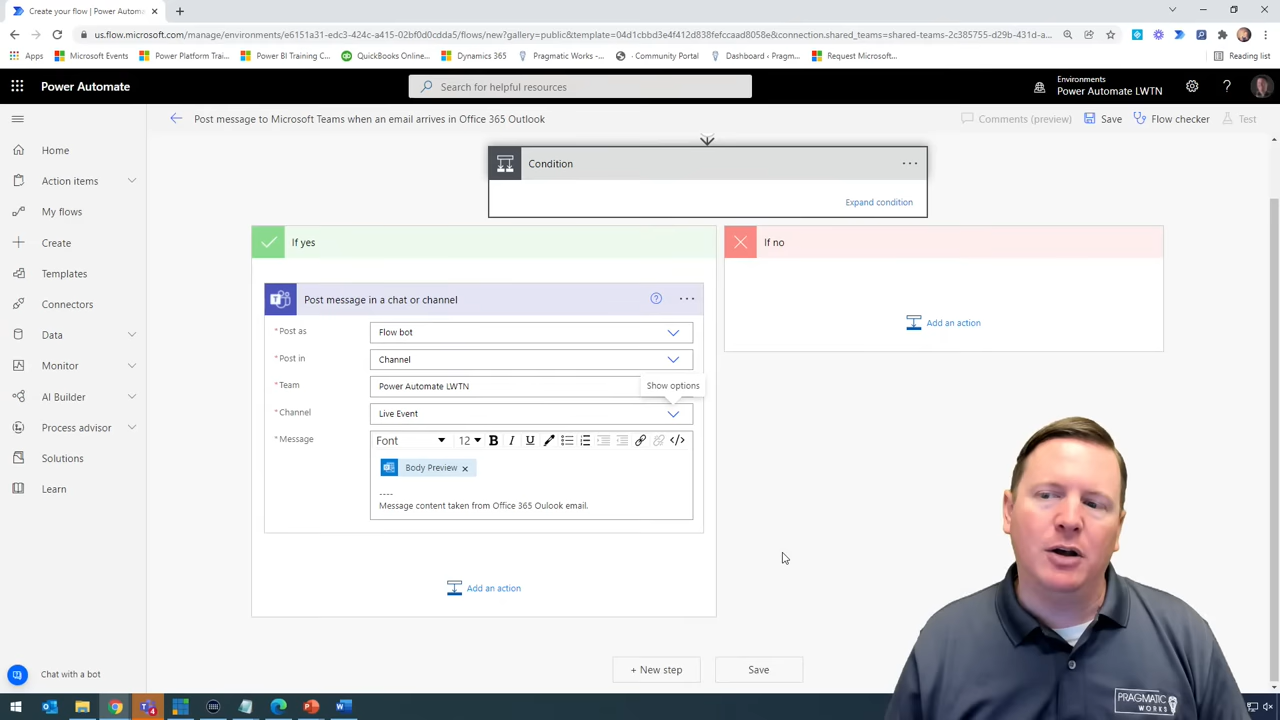 Create your flow | Power Automa
us.flow.microsoft.com/manage/environments/e6151a31-edc3-424c-a415-02bf0d0cdda5/flows/new?gallery=public&template=04d1cbbd3e4f412d838fefccaad8058e&connection.shared_teams=shared-teams-2c385755-d29b-431d-a...
Apps
Microsoft Events
Power Platform Trai...
Power BI Training C...
QuickBooks Online...
Dynamics 365
Pragmatic Works -...
- Community Portal
Dashboard ‹ Pragm...
Request Microsoft...
Reading list
Power Automate
Search for helpful resources
Environments
Power Automate LWTN
Post message to Microsoft Teams when an email arrives in Office 365 Outlook
Comments (preview)
Save
Flow checker
Test
Home
Action items
My flows
Create
Templates
Connectors
Data
Monitor
AI Builder
Process advisor
Solutions
Learn
Chat with a bot
Condition
Expand condition
If yes
Post message in a chat or channel
* Post as
Flow bot
* Post in
Channel
* Team
Power Automate LWTN
Show options
* Channel
Live Event
* Message
Font
12
B I U </>
Body Preview x
----
Message content taken from Office 365 Oulook email.
Add an action
If no
Add an action
+ New step
Save
PRAGMATIC
WORKS